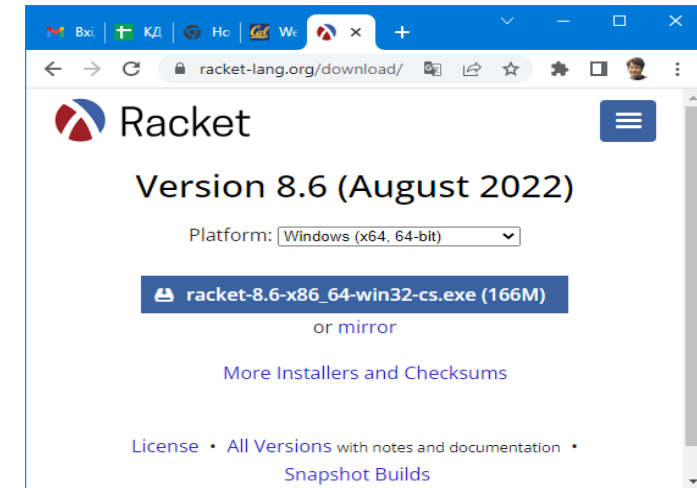 Вхі КД Но We
racket-lang.org/download/
Racket
Version 8.6 (August 2022)
Platform: Windows (x64, 64-bit)
racket-8.6-x86_64-win32-cs.exe (166M)
or mirror
More Installers and Checksums
License • All Versions with notes and documentation •
Snapshot Builds